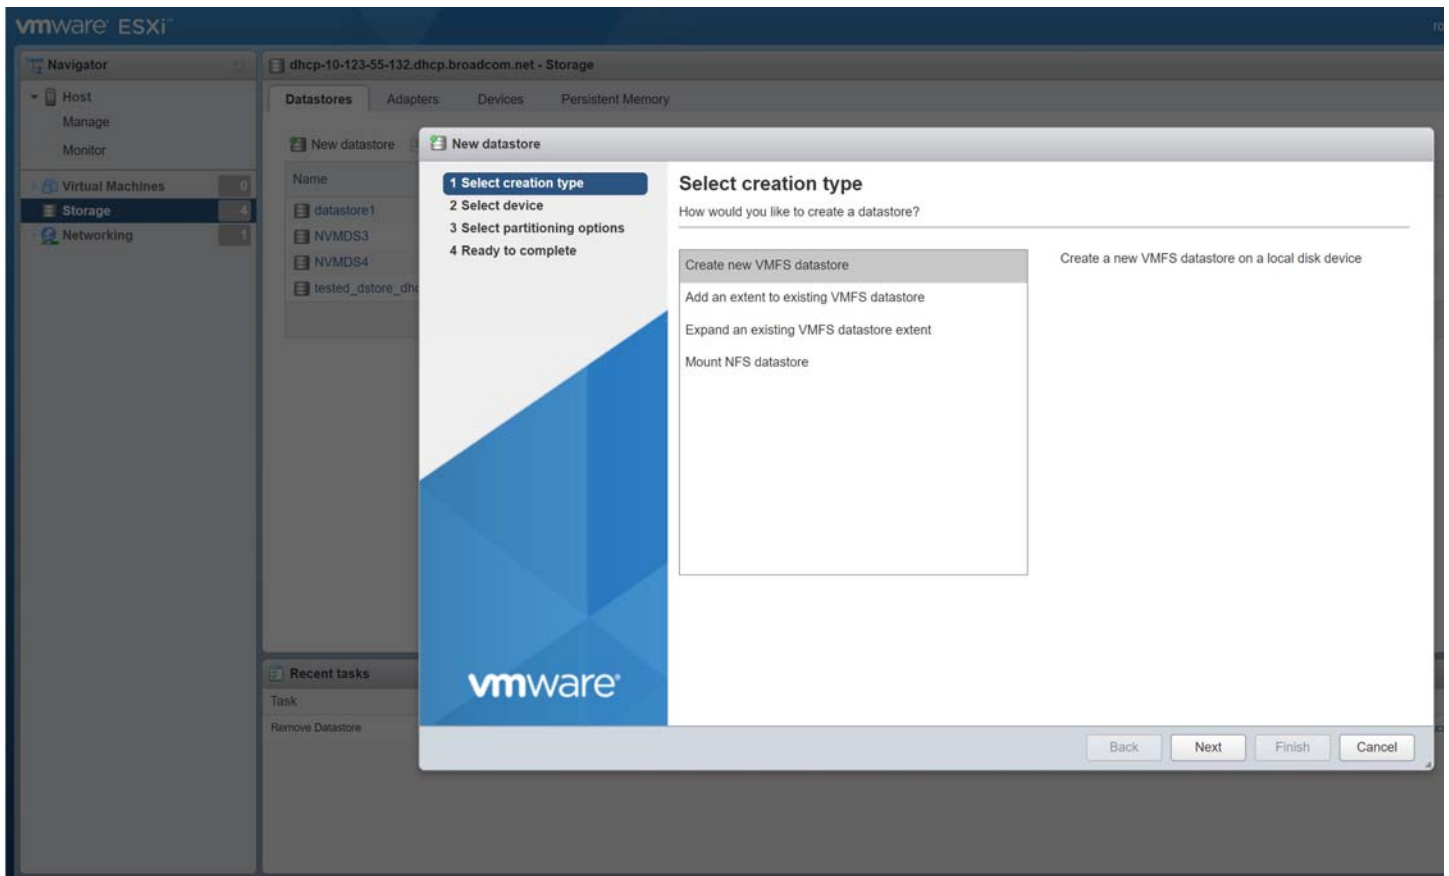 vmware ESXi™
Navigator
Host
Manage
Monitor
Virtual Machines 0
Storage 4
Networking 1
dhcp-10-123-55-132.dhcp.broadcom.net - Storage
Datastores Adapters Devices Persistent Memory
New datastore
Name
datastore1
NVMDS3
NVMDS4
tested_dstore_dhc
Recent tasks
Task
Remove Datastore
New datastore
1 Select creation type
2 Select device
3 Select partitioning options
4 Ready to complete
vmware®
Select creation type
How would you like to create a datastore?
Create new VMFS datastore
Add an extent to existing VMFS datastore
Expand an existing VMFS datastore extent
Mount NFS datastore
Create a new VMFS datastore on a local disk device
Back Next Finish Cancel